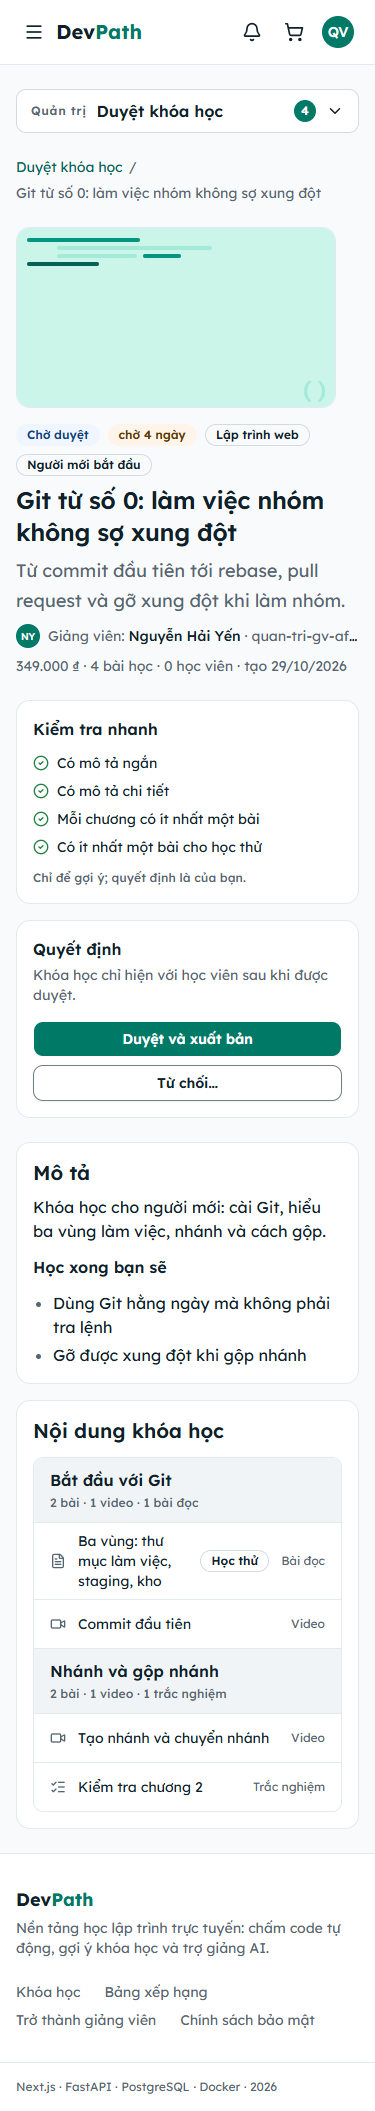 DevPath
QV
Quản trị Duyệt khóa học 4
Duyệt khóa học /
Git từ số 0: làm việc nhóm không sợ xung đột
( )
Chờ duyệt chờ 4 ngày Lập trình web
Người mới bắt đầu
Git từ số 0: làm việc nhóm
không sợ xung đột
Từ commit đầu tiên tới rebase, pull
request và gỡ xung đột khi làm nhóm.
NY Giảng viên: Nguyễn Hải Yến · quan-tri-gv-af…
349.000 ₫ · 4 bài học · 0 học viên · tạo 29/10/2026
Kiểm tra nhanh
Có mô tả ngắn
Có mô tả chi tiết
Mỗi chương có ít nhất một bài
Có ít nhất một bài cho học thử
Chỉ để gợi ý; quyết định là của bạn.
Quyết định
Khóa học chỉ hiện với học viên sau khi được
duyệt.
Duyệt và xuất bản
Từ chối…
Mô tả
Khóa học cho người mới: cài Git, hiểu
ba vùng làm việc, nhánh và cách gộp.
Học xong bạn sẽ
• Dùng Git hằng ngày mà không phải
tra lệnh
• Gỡ được xung đột khi gộp nhánh
Nội dung khóa học
Bắt đầu với Git
2 bài · 1 video · 1 bài đọc
Ba vùng: thư
mục làm việc, Học thử Bài đọc
staging, kho
Commit đầu tiên Video
Nhánh và gộp nhánh
2 bài · 1 video · 1 trắc nghiệm
Tạo nhánh và chuyển nhánh Video
Kiểm tra chương 2 Trắc nghiệm
DevPath
Nền tảng học lập trình trực tuyến: chấm code tự
động, gợi ý khóa học và trợ giảng AI.
Khóa học Bảng xếp hạng
Trở thành giảng viên Chính sách bảo mật
Next.js · FastAPI · PostgreSQL · Docker · 2026